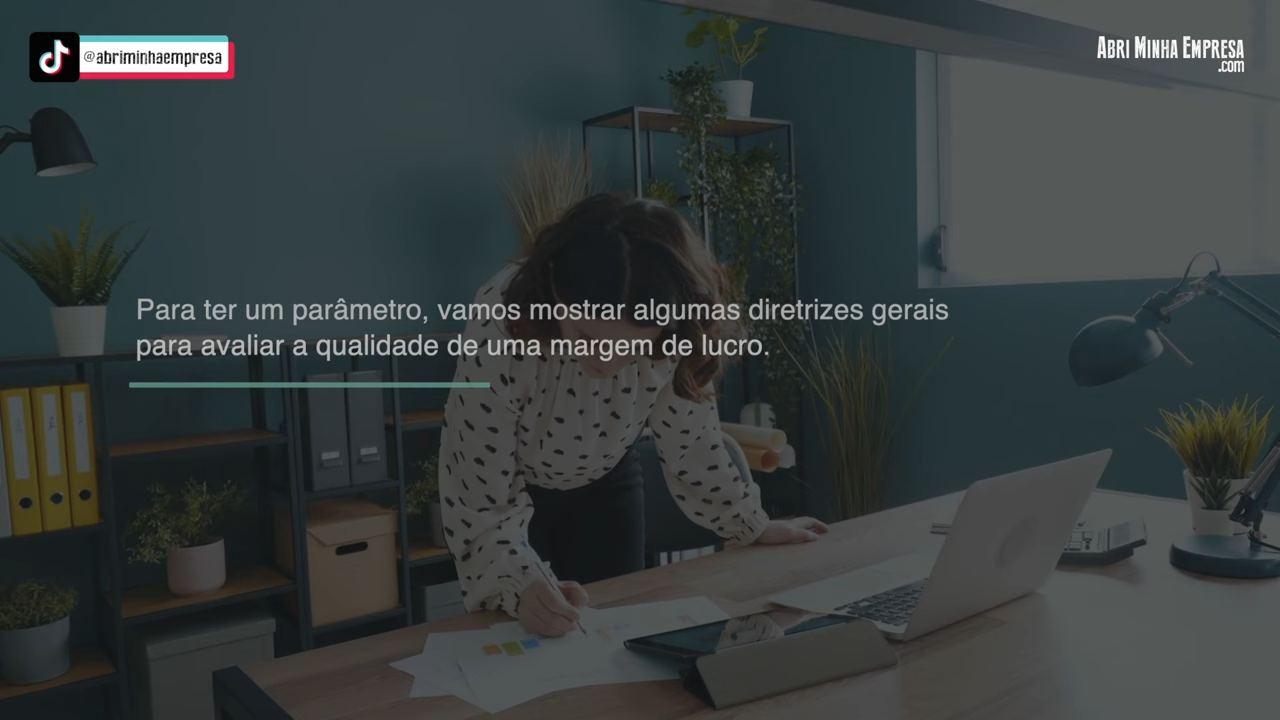 @abriminhaempresa
ABRI MINHA EMPRESA
.com
Para ter um parâmetro, vamos mostrar algumas diretrizes gerais
para avaliar a qualidade de uma margem de lucro.